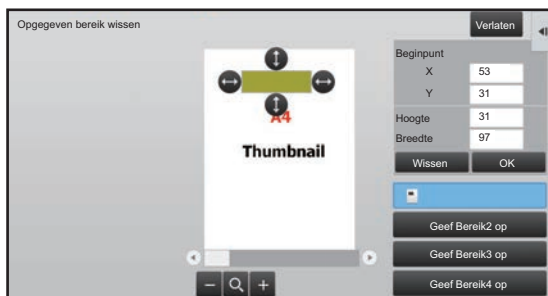 Opgegeven bereik wissen
Verlaten
Beginpunt
X 53
Y 31
Hoogte 31
Breedte 97
Wissen OK
A4
Thumbnail
Geef Bereik2 op
Geef Bereik3 op
Geef Bereik4 op